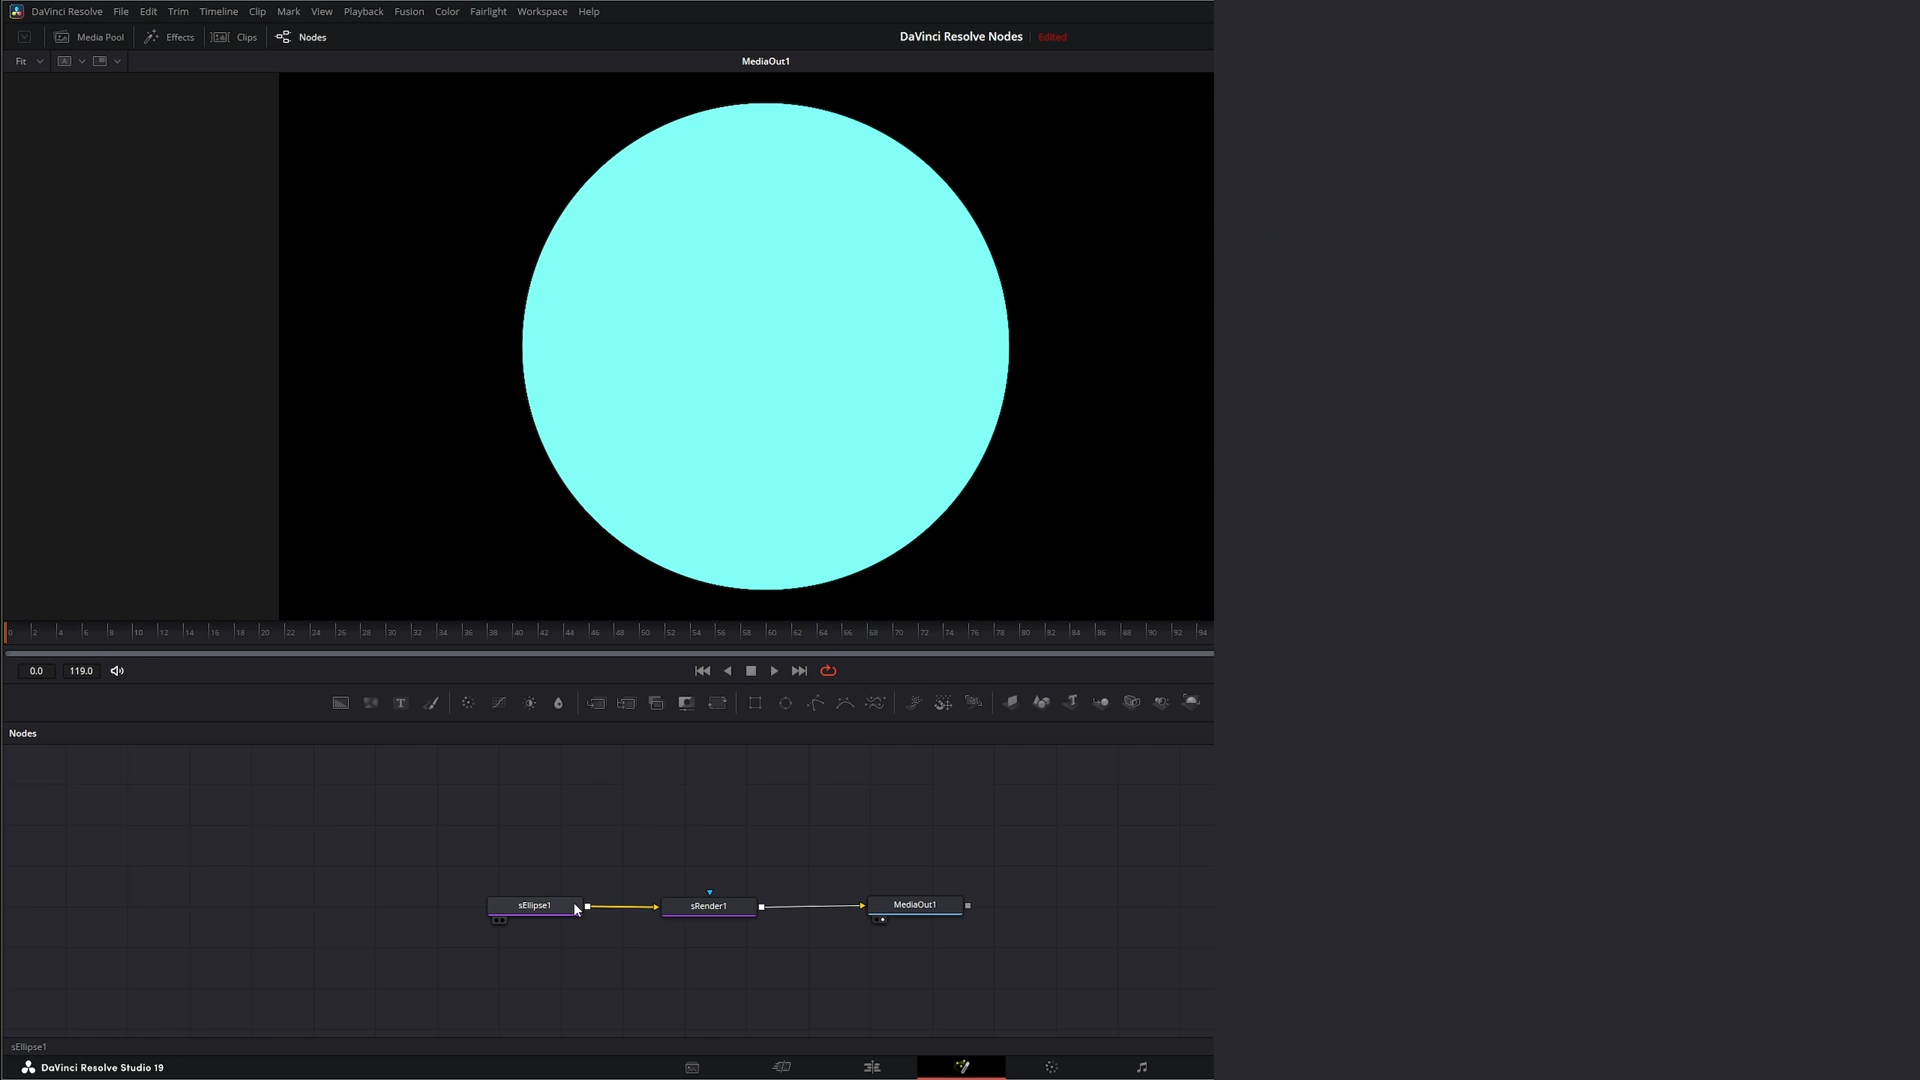 DaVinci Resolve File Edit Trim Timeline Clip Mark View Playback Fusion Color Fairlight Workspace Help
Media Pool Effects Clips Nodes DaVinci Resolve Nodes Edited
Fit A MediaOut1
0 2 4 6 8 10 12 14 16 18 20 22 24 26 28 30 32 34 36 38 40 42 44 46 48 50 52 54 56 58 60 62 64 66 68 70 72 74 76 78 80 82 84 86 88 90 92 94
0.0 119.0
T
Nodes
sEllipse1 sRender1 MediaOut1
sEllipse1
DaVinci Resolve Studio 19